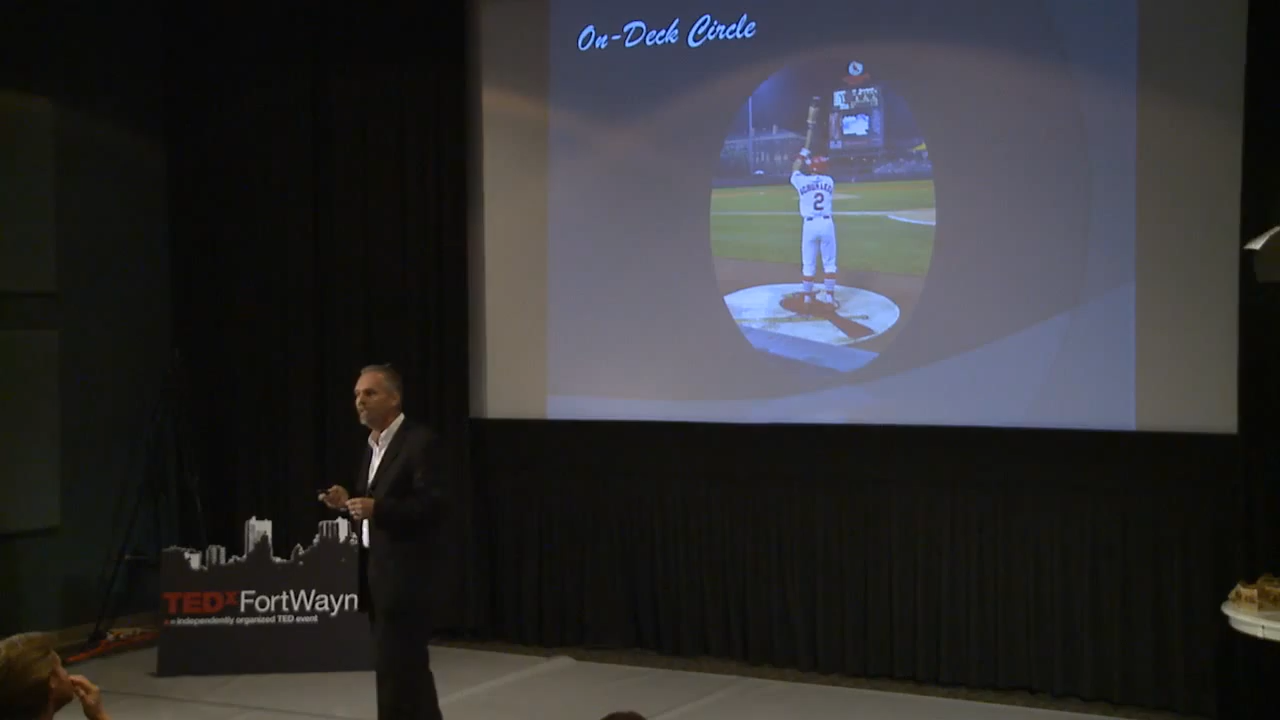 On-Deck Circle
2
TEDxFortWayn
x = independently organized TED event